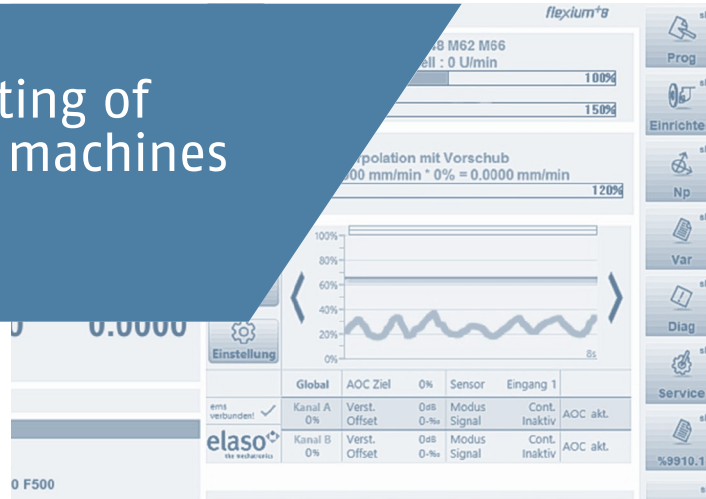 flexium+8
ting of
machines
8 M62 M66
ell : 0 U/min
100%
150%
rpolation mit Vorschub
00 mm/min * 0% = 0.0000 mm/min
120%
100%
80%
60%
40%
20%
0%
8s
0.0000
Einstellung
Global AOC Ziel 0% Sensor Eingang 1
ems
verbunden!
Kanal A Verst. 0dB Modus Cont. AOC akt.
0% Offset 0-‰ Signal Inaktiv
elaso
the mechatronics
Kanal B Verst. 0dB Modus Cont. AOC akt.
0% Offset 0-‰ Signal Inaktiv
0 F500
Prog
Einrichte
Np
Var
Diag
Service
%9910.1